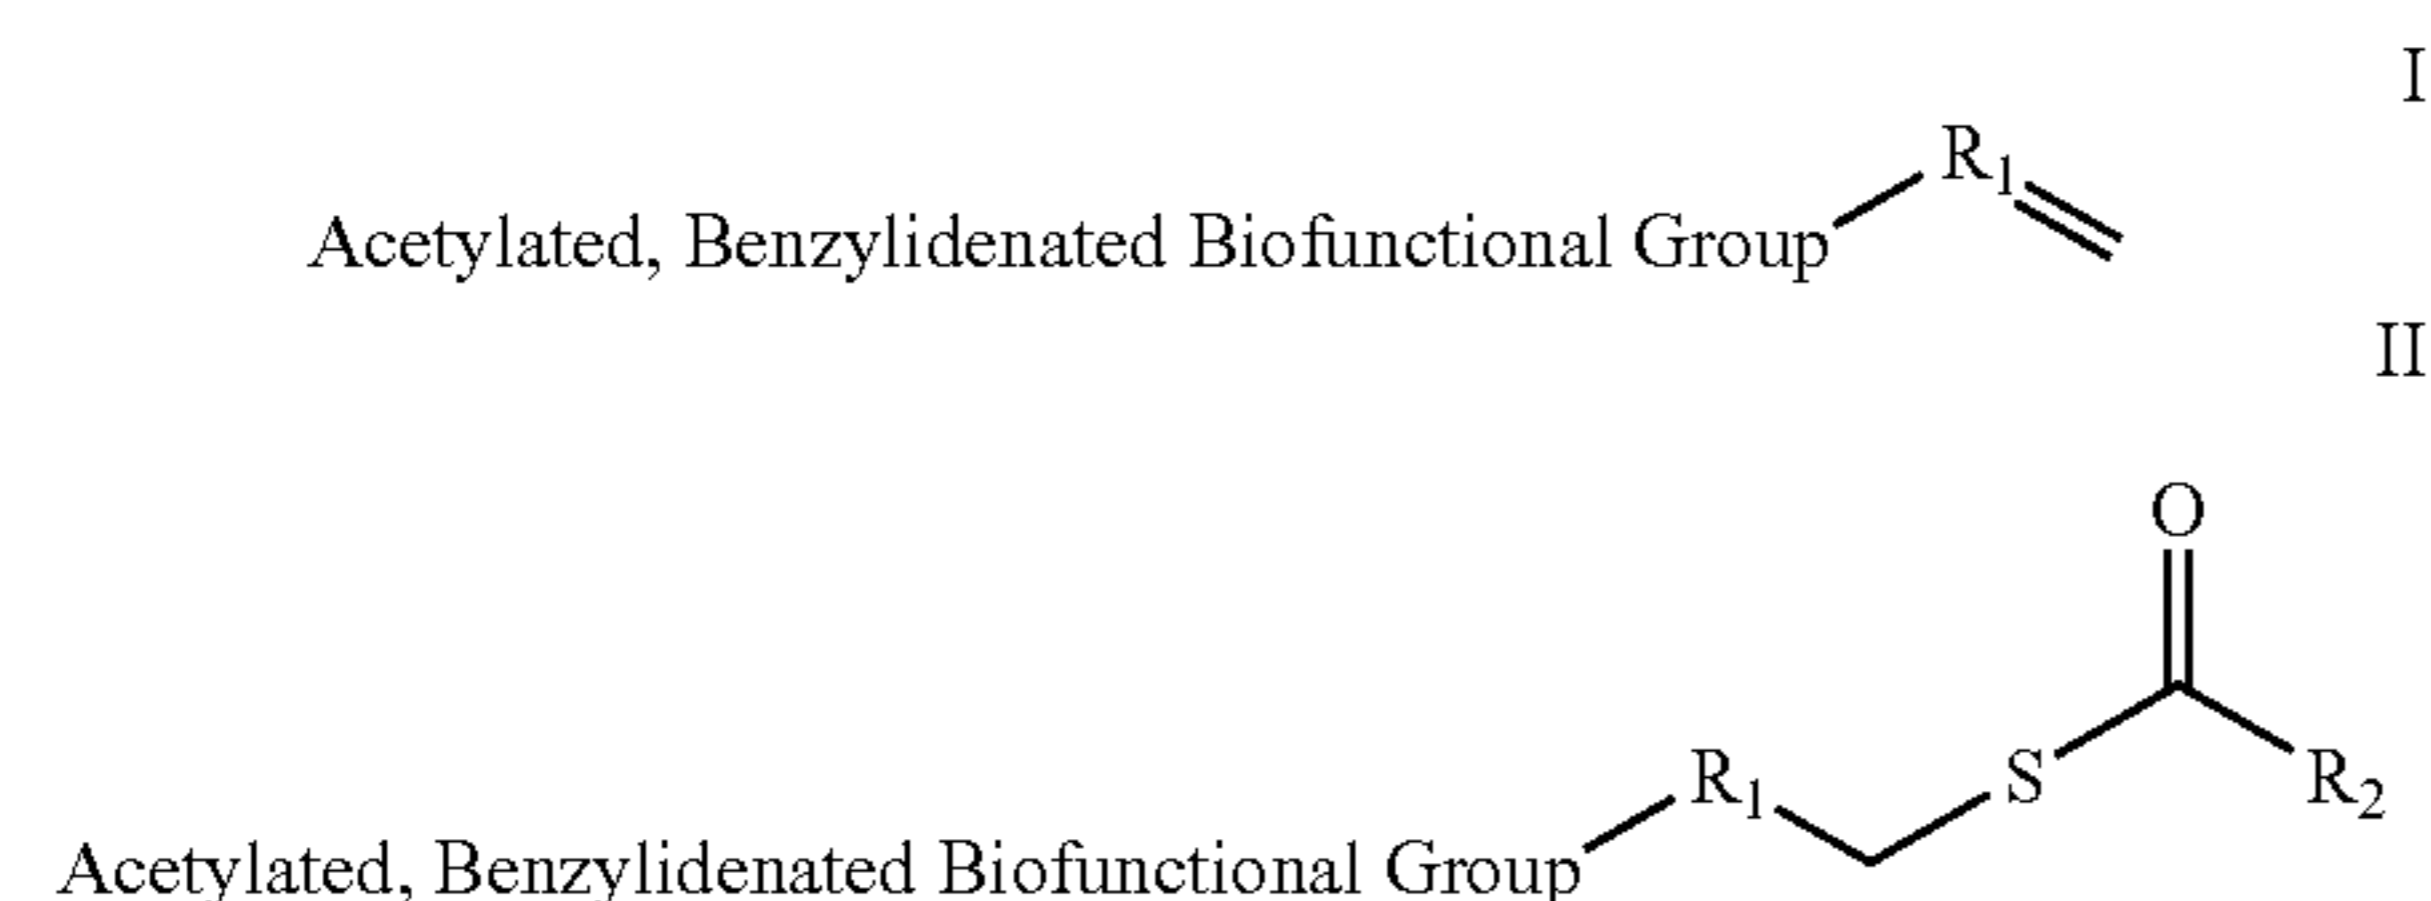 I
R1
Acetylated, Benzylidenated Biofunctional Group
II
O
R1 S R2
Acetylated, Benzylidenated Biofunctional Group